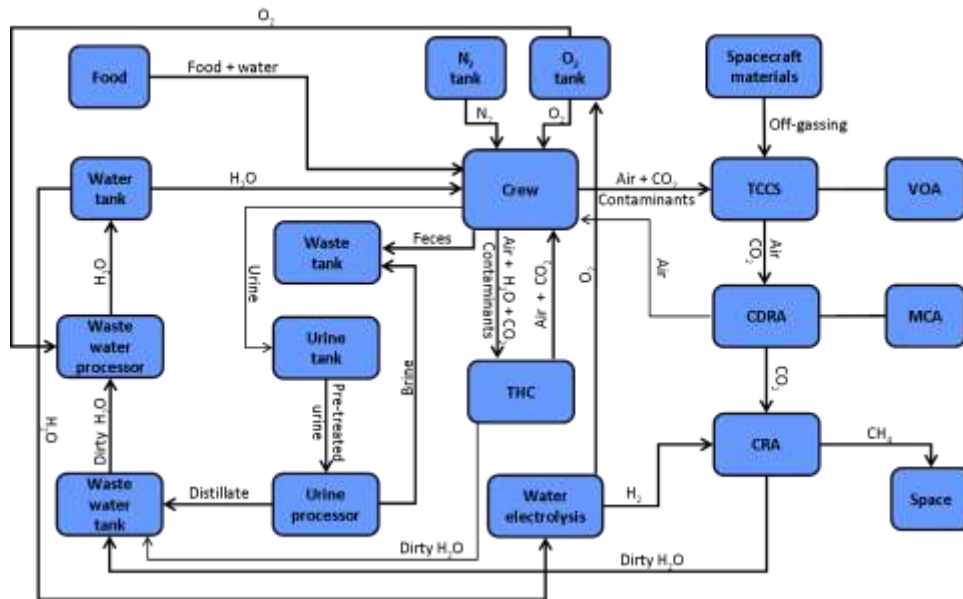 O₂
Food
Food + water
N₂
tank
O₂
tank
Spacecraft
materials
N₂
O₂
Off-gassing
Water
tank
H₂O
Crew
Air + CO₂
Contaminants
TCCS
VOA
Waste
tank
Feces
Air + H₂O + CO₂
Contaminants
Air + CO₂
O₂
Air
Air
CO₂
Urine
H₂O
Waste
water
processor
Urine
tank
CDRA
MCA
THC
CO₂
Brine
Pre-treated
urine
Dirty H₂O
H₂O
CRA
CH₄
Waste
water
tank
Distillate
Urine
processor
Water
electrolysis
H₂
Space
Dirty H₂O
Dirty H₂O